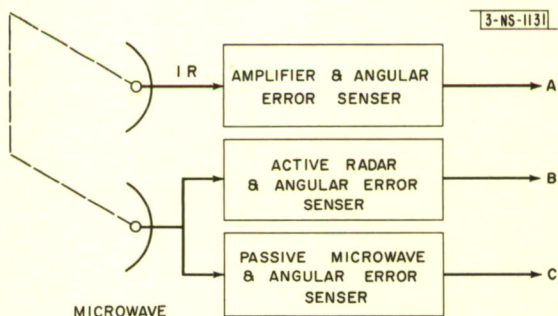 3-NS-1131
IR
AMPLIFIER & ANGULAR
ERROR SENSER
A
ACTIVE RADAR
& ANGULAR ERROR
SENSER
B
PASSIVE MICROWAVE
& ANGULAR ERROR
SENSER
C
MICROWAVE